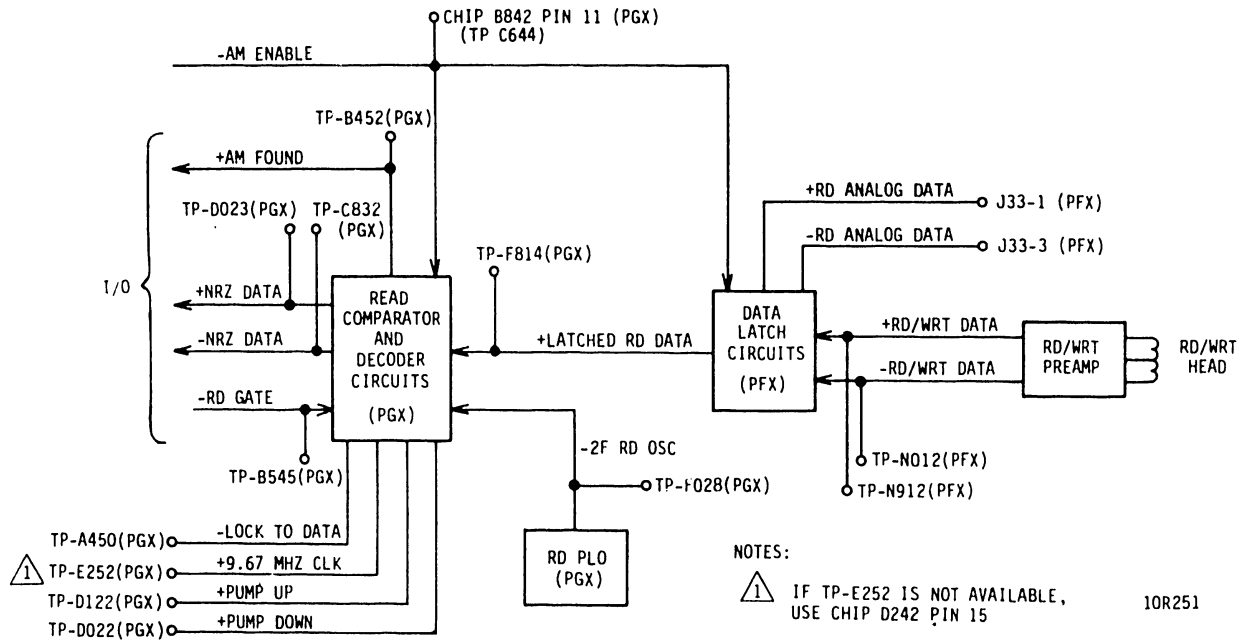 CHIP B842 PIN 11 (PGX)
(TP C644)
-AM ENABLE
TP-B452(PGX)
+AM FOUND
+RD ANALOG DATA
J33-1 (PFX)
TP-D023(PGX)
TP-C832
(PGX)
-RD ANALOG DATA
J33-3 (PFX)
TP-F814(PGX)
I/O
+NRZ DATA
READ
COMPARATOR
AND
DECODER
CIRCUITS
(PGX)
-NRZ DATA
+LATCHED RD DATA
DATA
LATCH
CIRCUITS
(PFX)
+RD/WRT DATA
-RD/WRT DATA
RD/WRT
PREAMP
RD/WRT
HEAD
-RD GATE
TP-B545(PGX)
-2F RD OSC
TP-F028(PGX)
TP-N012(PFX)
TP-N912(PFX)
RD PLO
(PGX)
TP-A450(PGX)
-LOCK TO DATA
1 TP-E252(PGX)
+9.67 MHZ CLK
TP-D122(PGX)
+PUMP UP
TP-D022(PGX)
+PUMP DOWN
NOTES:
1 IF TP-E252 IS NOT AVAILABLE,
USE CHIP D242 PIN 15
10R251